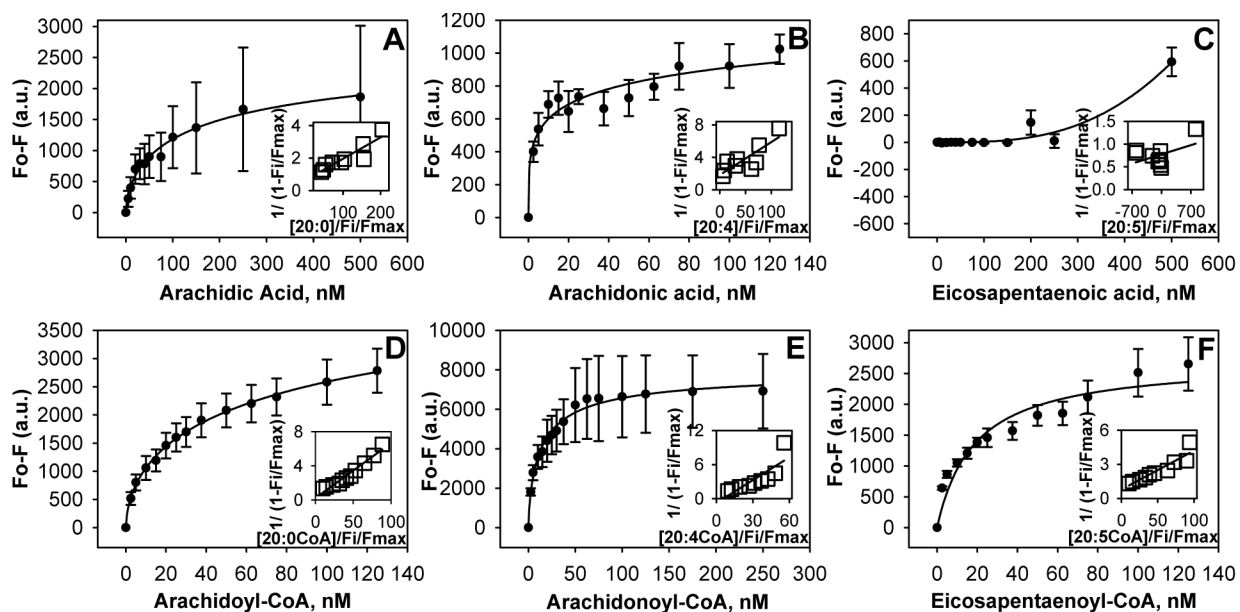 A
Fo-F (a.u.)
3000
2500
2000
1500
1000
500
0
0 100 200 300 400 500 600
Arachidic Acid, nM
1/ (1-Fi/Fmax)
4
2
0
100 200
[20:0]/Fi/Fmax
B
Fo-F (a.u.)
1200
1000
800
600
400
200
0
0 20 40 60 80 100 120 140
Arachidonic acid, nM
1/ (1-Fi/Fmax)
8
4
0
0 50 100
[20:4]/Fi/Fmax
C
Fo-F (a.u.)
800
600
400
200
0
-200
-400
-600
0 100 200 300 400 500 600
Eicosapentaenoic acid, nM
1/ (1-Fi/Fmax)
1.5
1.0
0.5
0.0
-700 0 700
[20:5]/Fi/Fmax
D
Fo-F (a.u.)
3500
3000
2500
2000
1500
1000
500
0
0 20 40 60 80 100 120 140
Arachidoyl-CoA, nM
1/ (1-Fi/Fmax)
8
4
0
0 50 100
[20:0CoA]/Fi/Fmax
E
Fo-F (a.u.)
10000
8000
6000
4000
2000
0
0 50 100 150 200 250 300
Arachidonoyl-CoA, nM
1/ (1-Fi/Fmax)
12
6
0
0 30 60
[20:4CoA]/Fi/Fmax
F
Fo-F (a.u.)
3000
2500
2000
1500
1000
500
0
0 20 40 60 80 100 120 140
Eicosapentaenoyl-CoA, nM
1/ (1-Fi/Fmax)
6
3
0
0 50 100
[20:5CoA]/Fi/Fmax